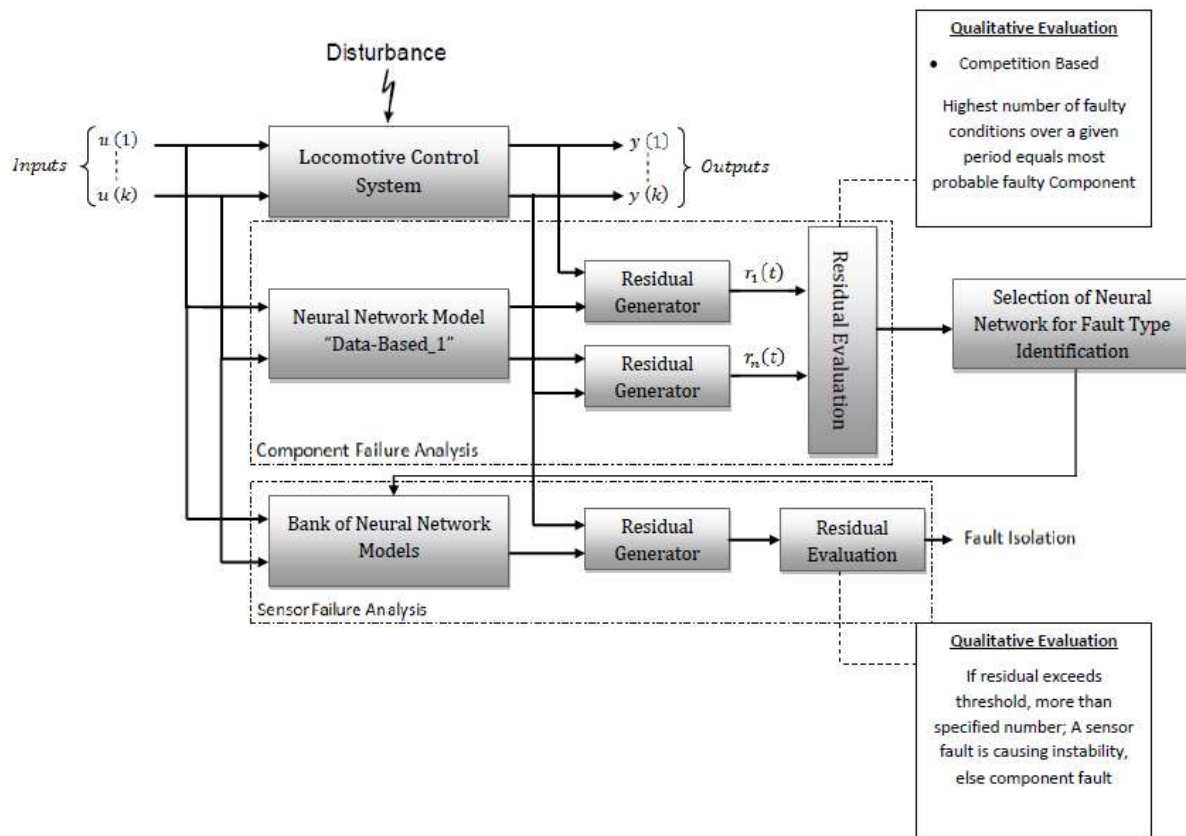 Disturbance
Inputs
u (1)
u (k)
Locomotive Control
System
y (1)
y (k)
Outputs
Qualitative Evaluation
• Competition Based
Highest number of faulty
conditions over a given
period equals most
probable faulty Component
Neural Network Model
“Data-Based_1”
Residual
Generator
r₁(t)
Residual
Generator
rₙ(t)
Residual Evaluation
Selection of Neural
Network for Fault Type
Identification
Component Failure Analysis
Bank of Neural Network
Models
Residual
Generator
Residual
Evaluation
Fault Isolation
Sensor Failure Analysis
Qualitative Evaluation
If residual exceeds
threshold, more than
specified number; A sensor
fault is causing instability,
else component fault